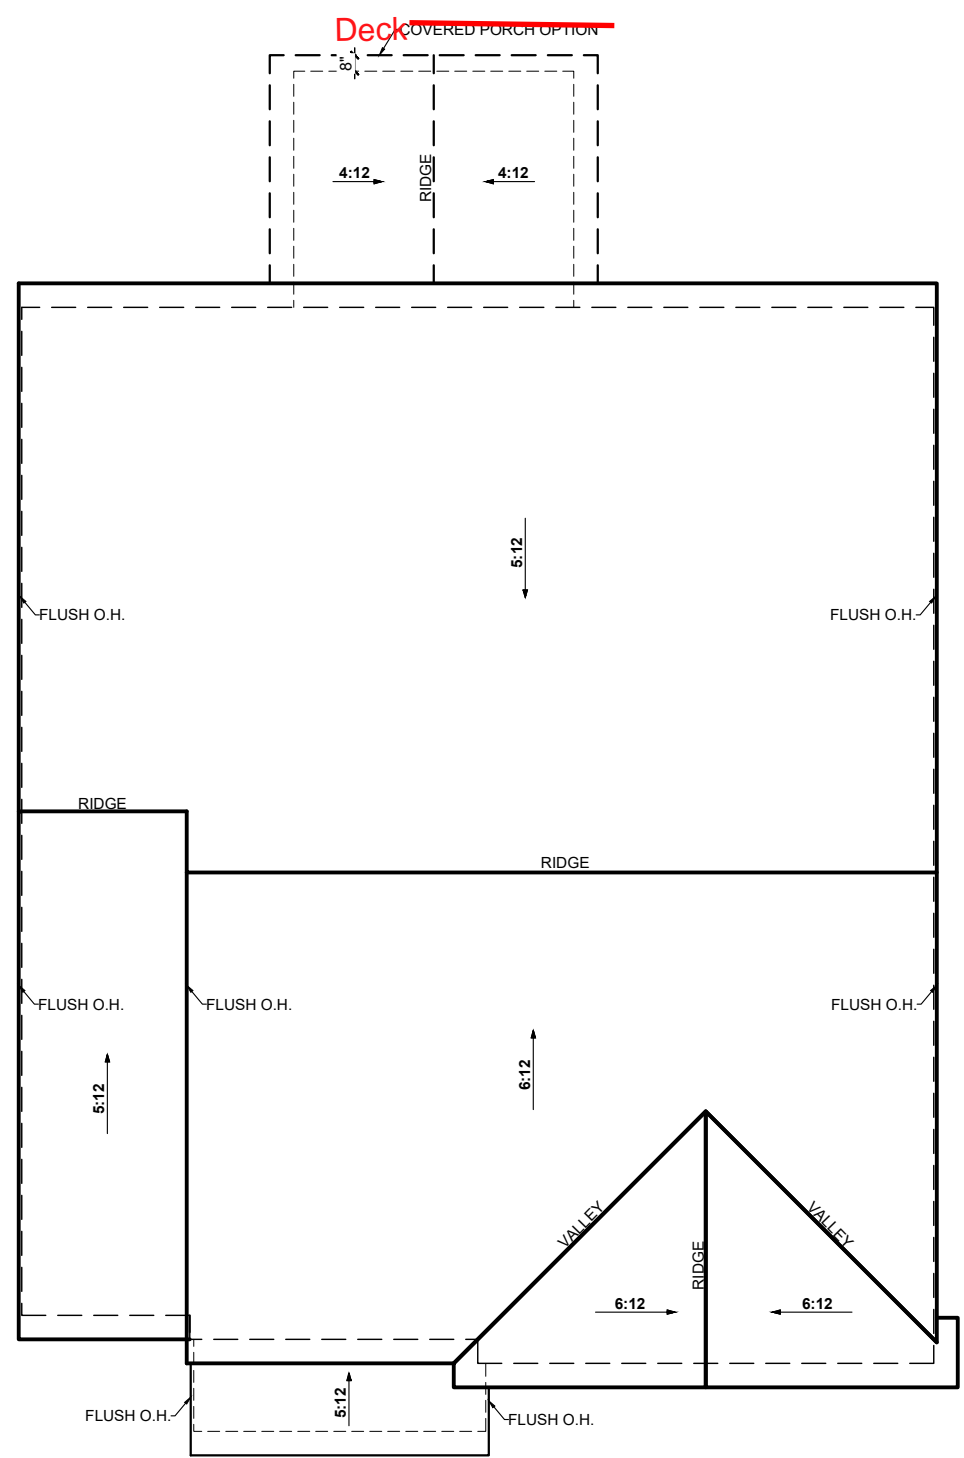 Deck
COVERED PORCH OPTION
8"
4:12
RIDGE
4:12
5:12
FLUSH O.H.
FLUSH O.H.
RIDGE
RIDGE
FLUSH O.H.
FLUSH O.H.
FLUSH O.H.
5:12
6:12
VALLEY
VALLEY
RIDGE
6:12
6:12
5:12
FLUSH O.H.
FLUSH O.H.